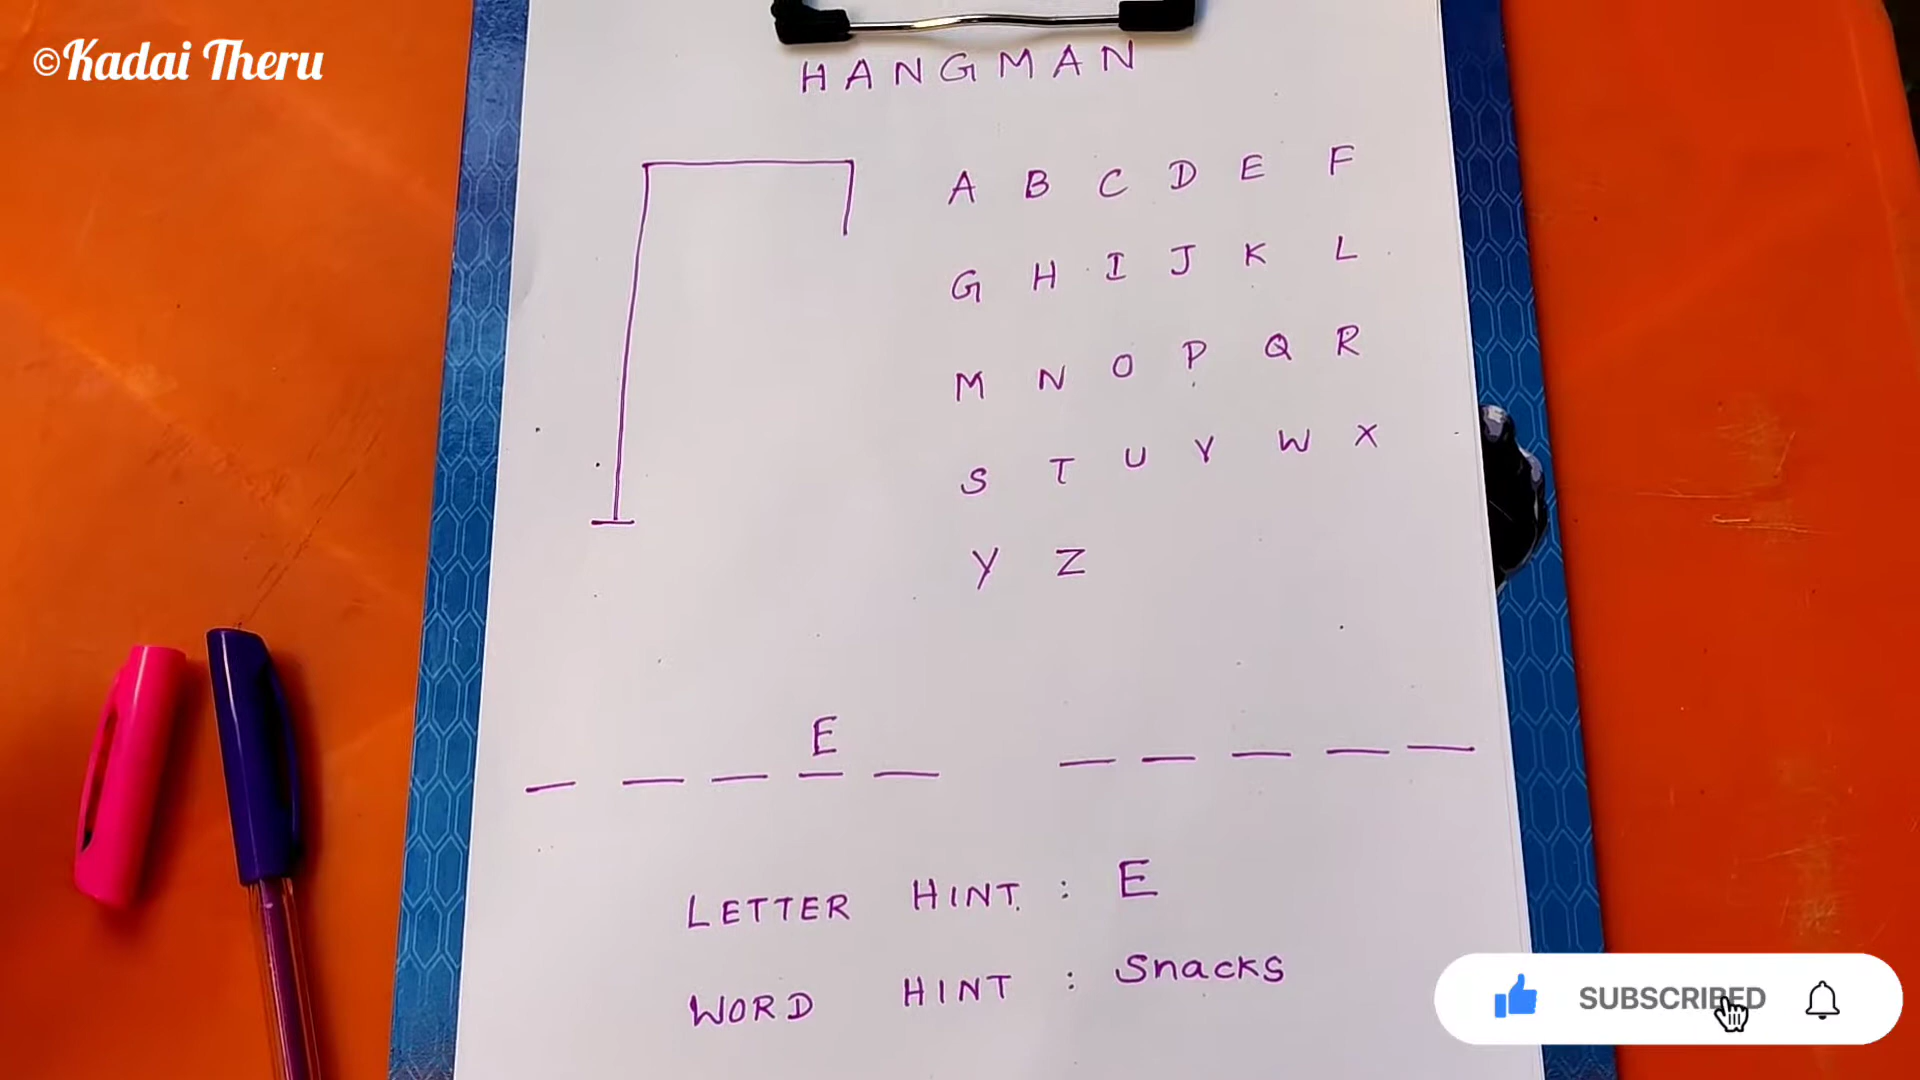 ©Kadai Theru
HANGMAN
A B C D E F
G H I J K L
M N O P Q R
S T U V W X
Y Z
_ _ _ E _ _ _ _ _ _
LETTER HINT : E
WORD HINT : Snacks
SUBSCRIBED